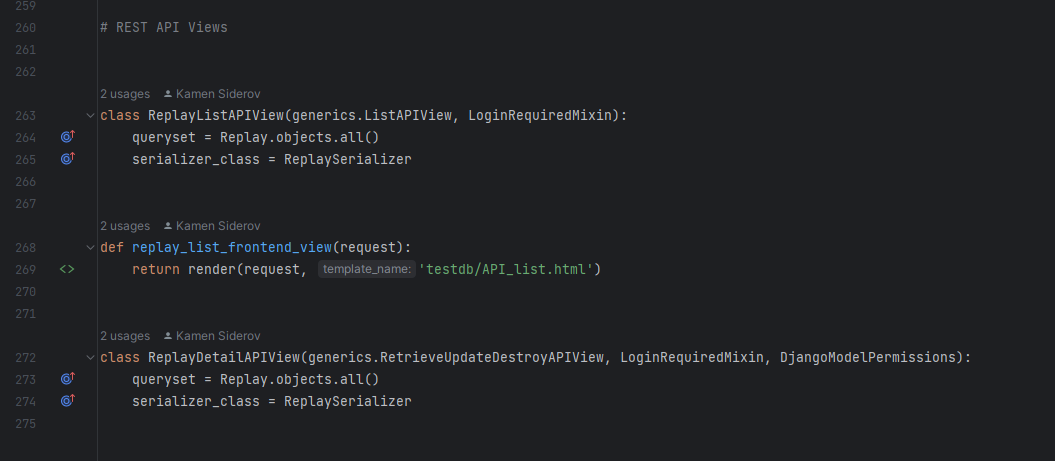 259
260 # REST API Views
261
262
2 usages Kamen Siderov
263 class ReplayListAPIView(generics.ListAPIView, LoginRequiredMixin):
264     queryset = Replay.objects.all()
265     serializer_class = ReplaySerializer
266
267
2 usages Kamen Siderov
268 def replay_list_frontend_view(request):
269 <>     return render(request, template_name: 'testdb/API_list.html')
270
271
2 usages Kamen Siderov
272 class ReplayDetailAPIView(generics.RetrieveUpdateDestroyAPIView, LoginRequiredMixin, DjangoModelPermissions):
273     queryset = Replay.objects.all()
274     serializer_class = ReplaySerializer
275